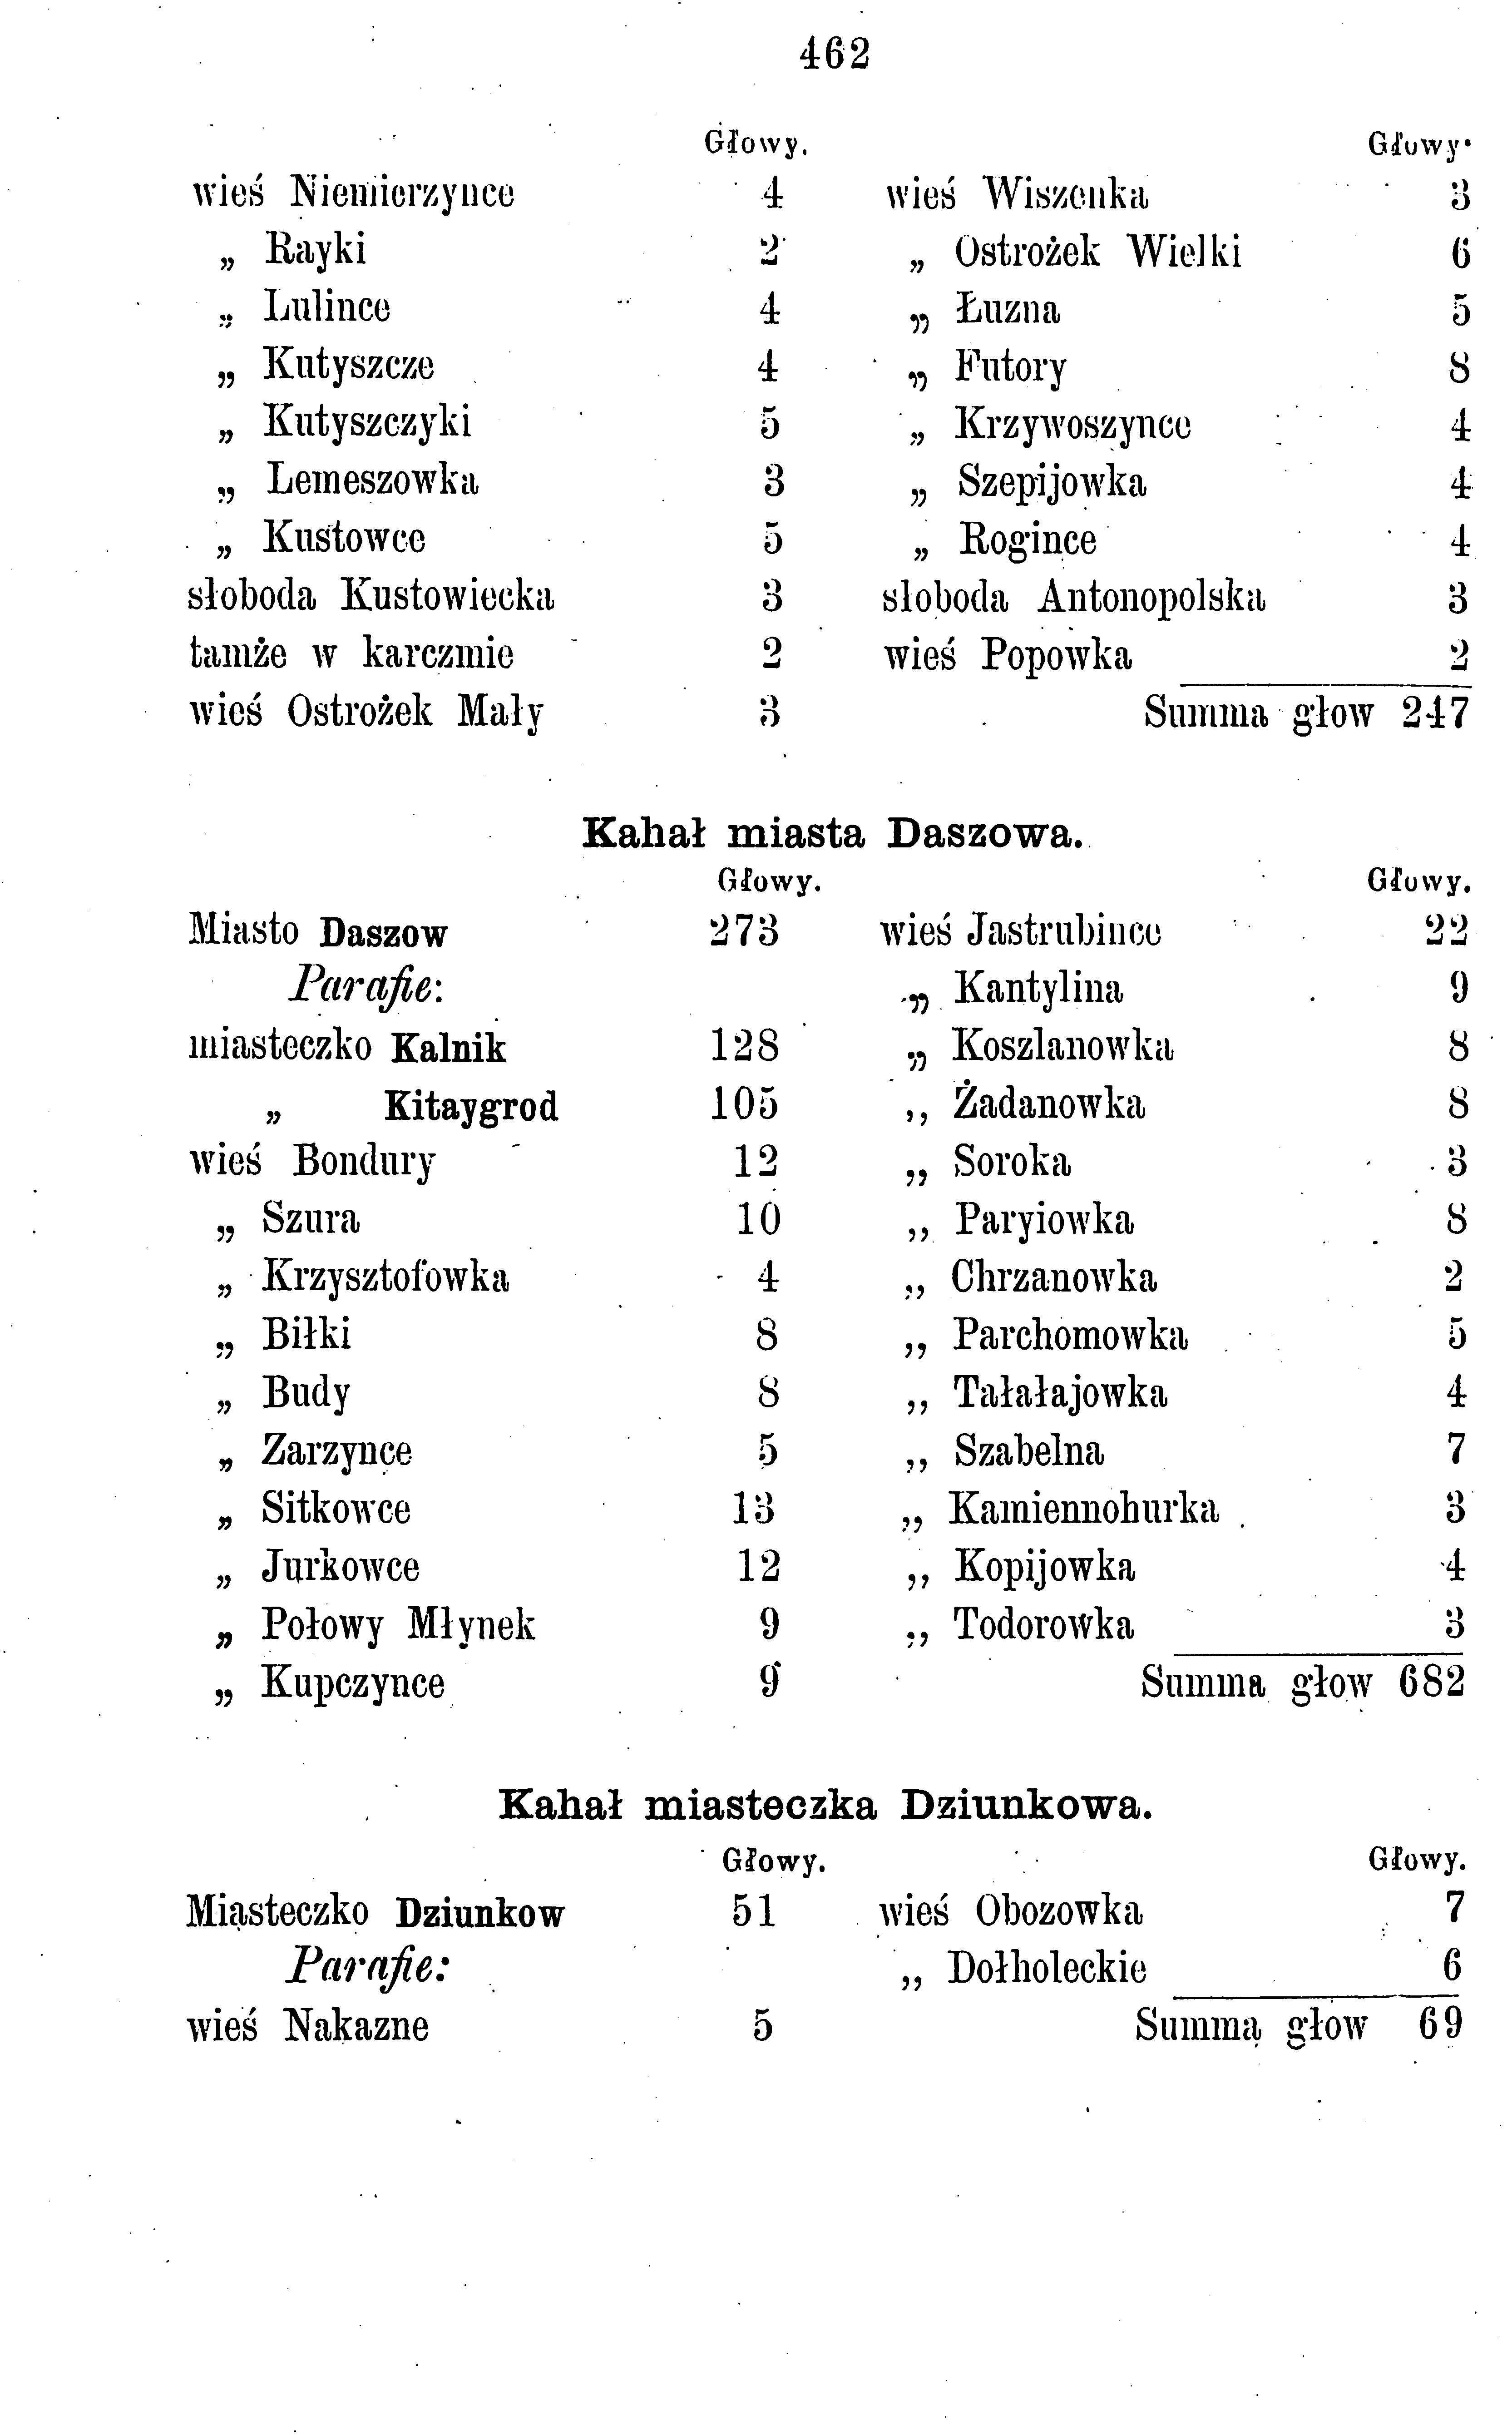 462
Głowy.
wieś Niemierzynce 4
„ Rayki 2
„ Lulince 4
„ Kutyszcze 4
„ Kutyszczyki 5
„ Lemeszowka 3
„ Kustowce 5
słoboda Kustowiecka 3
tamże w karczmie 2
wieś Ostrożek Mały 3
Głowy.
wieś Wiszenka 3
„ Ostrożek Wielki 6
„ Łuzna 5
„ Futory 8
„ Krzywoszynce 4
„ Szepijowka 4
„ Rogince 4
słoboda Antonopolska 3
wieś Popowka 2
Summa głow 247
Kahał miasta Daszowa.
Głowy.
Miasto Daszow 273
Parafie:
miasteczko Kalnik 128
„ Kitaygrod 105
wieś Bondury 12
„ Szura 10
„ Krzysztofowka 4
„ Biłki 8
„ Budy 8
„ Zarzynce 5
„ Sitkowce 13
„ Jurkowce 12
„ Połowy Młynek 9
„ Kupczynce 9
Głowy.
wieś Jastrubince 22
„ Kantylina 9
„ Koszlanowka 8
,, Żadanowka 8
,, Soroka 3
,, Paryiowka 8
,, Chrzanowka 2
,, Parchomowka 5
,, Tałałajowka 4
,, Szabelna 7
,, Kamiennohurka 3
,, Kopijowka 4
,, Todorowka 3
Summa głow 682
Kahał miasteczka Dziunkowa.
Głowy.
Miasteczko Dziunkow 51
Parafie:
wieś Nakazne 5
Głowy.
wieś Obozowka 7
,, Dołholeckie 6
Summa głow 69